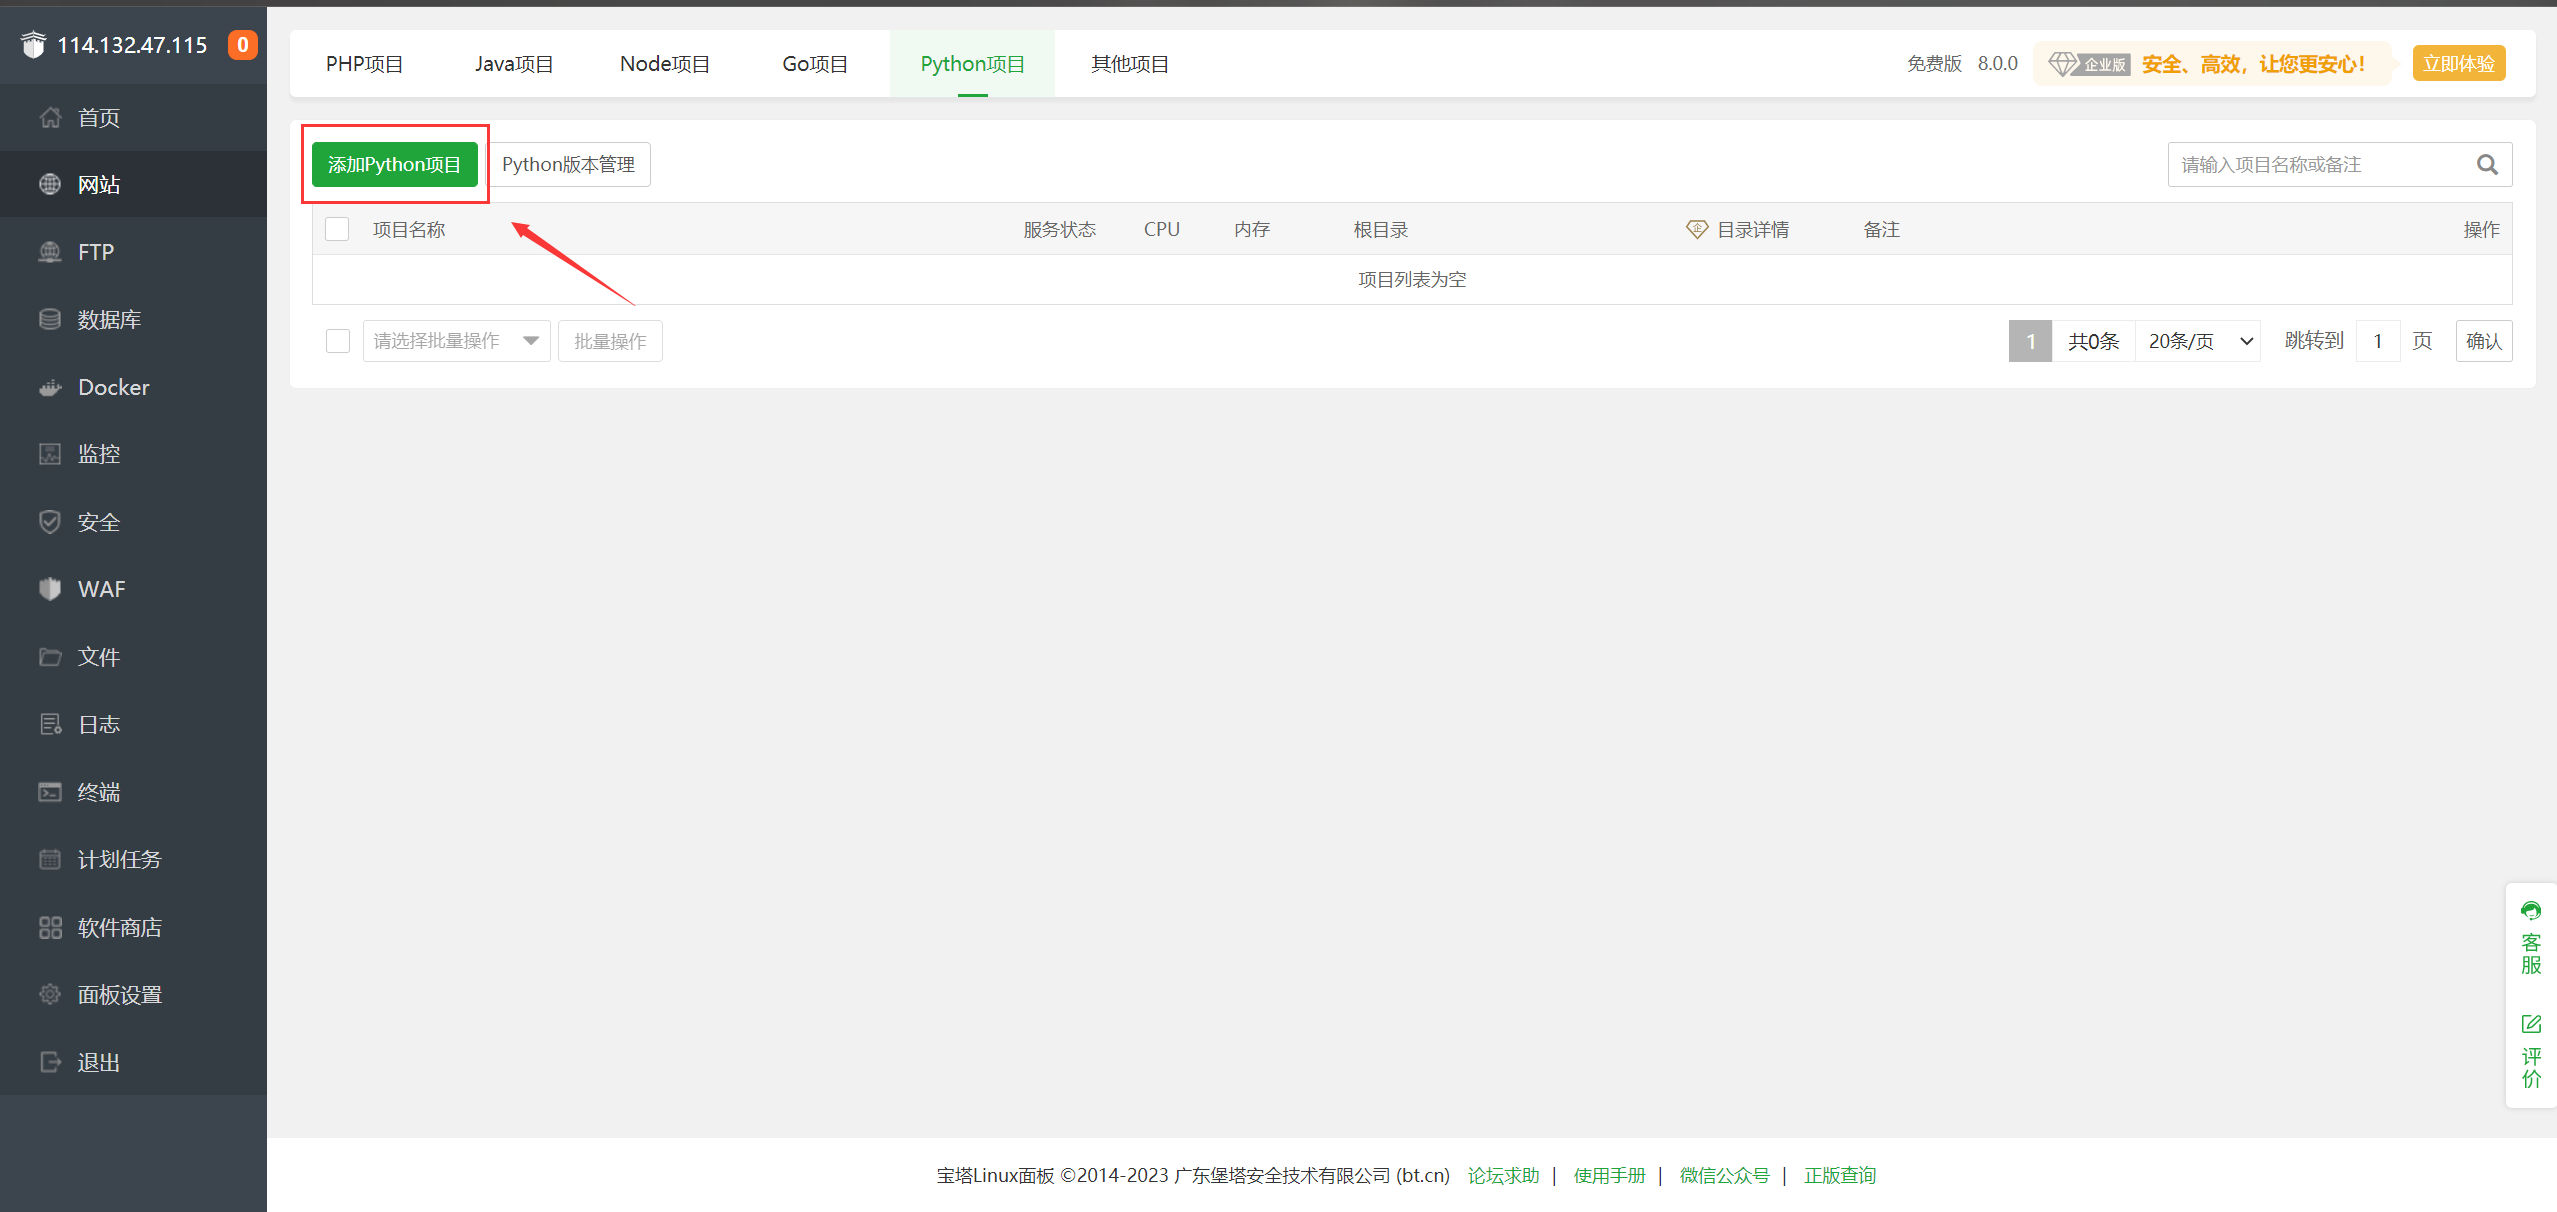 114.132.47.115 0
首页
网站
FTP
数据库
Docker
监控
安全
WAF
文件
日志
终端
计划任务
软件商店
面板设置
退出
PHP项目 Java项目 Node项目 Go项目 Python项目 其他项目 免费版 8.0.0 企业版 安全、高效，让您更安心！ 立即体验
添加Python项目 Python版本管理 请输入项目名称或备注
项目名称 服务状态 CPU 内存 根目录 企 目录详情 备注 操作
项目列表为空
请选择批量操作 批量操作 1 共0条 20条/页 跳转到 1 页 确认
客服
评价
宝塔Linux面板 ©2014-2023 广东堡塔安全技术有限公司 (bt.cn) 论坛求助 | 使用手册 | 微信公众号 | 正版查询